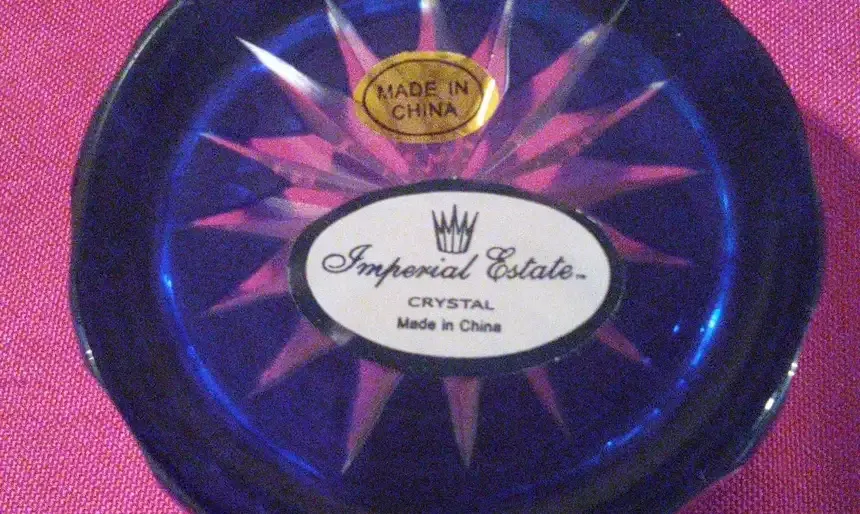 MADE IN
CHINA
Imperial Estate™
CRYSTAL
Made in China